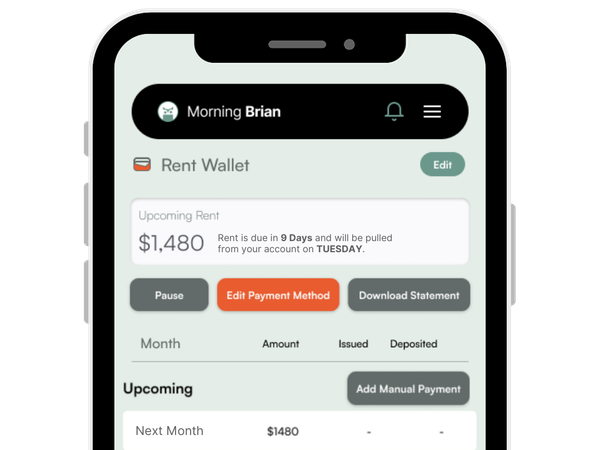 Morning Brian
Rent Wallet
Edit
Upcoming Rent
$1,480
Rent is due in 9 Days and will be pulled
from your account on TUESDAY.
Pause
Edit Payment Method
Download Statement
Month Amount Issued Deposited
Upcoming
Add Manual Payment
Next Month $1480 - -